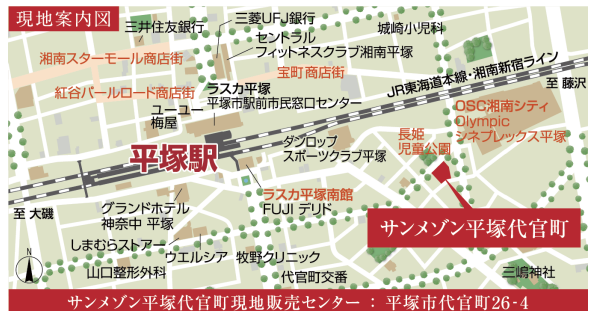 現地案内図
三井住友銀行
三菱UFJ銀行
セントラル
フィットネスクラブ湘南平塚
城崎小児科
湘南スターモール商店街
宝町商店街
JR東海道本線・湘南新宿ライン
至 藤沢
紅谷パールロード商店街
ラスカ平塚
平塚市駅前市民窓口センター
ユーユー
梅屋
OSC湘南シティ
Olympic
シネプレックス平塚
長姫
児童公園
平塚駅
ダンロップ
スポーツクラブ平塚
ラスカ平塚南館
FUJI デリド
至 大磯
グランドホテル
神奈中 平塚
サンメゾン平塚代官町
しまむらストアー
ウエルシア
牧野クリニック
山口整形外科
代官町交番
三嶋神社
N
サンメゾン平塚代官町現地販売センター : 平塚市代官町26-4